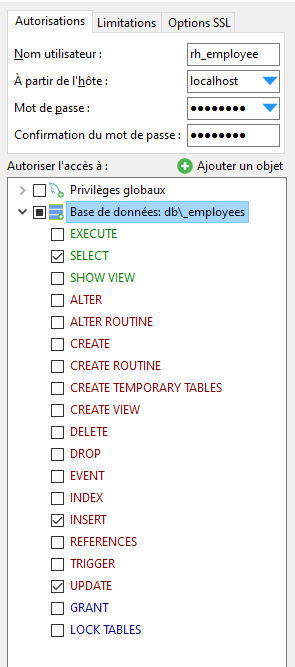 Autorisations Limitations Options SSL
Nom utilisateur : rh_employee
À partir de l'hôte : localhost
Mot de passe : ●●●●●●●●
Confirmation du mot de passe : ●●●●●●●●
Autoriser l'accès à : Ajouter un objet
Privilèges globaux
Base de données: db\_employees
EXECUTE
SELECT
SHOW VIEW
ALTER
ALTER ROUTINE
CREATE
CREATE ROUTINE
CREATE TEMPORARY TABLES
CREATE VIEW
DELETE
DROP
EVENT
INDEX
INSERT
REFERENCES
TRIGGER
UPDATE
GRANT
LOCK TABLES